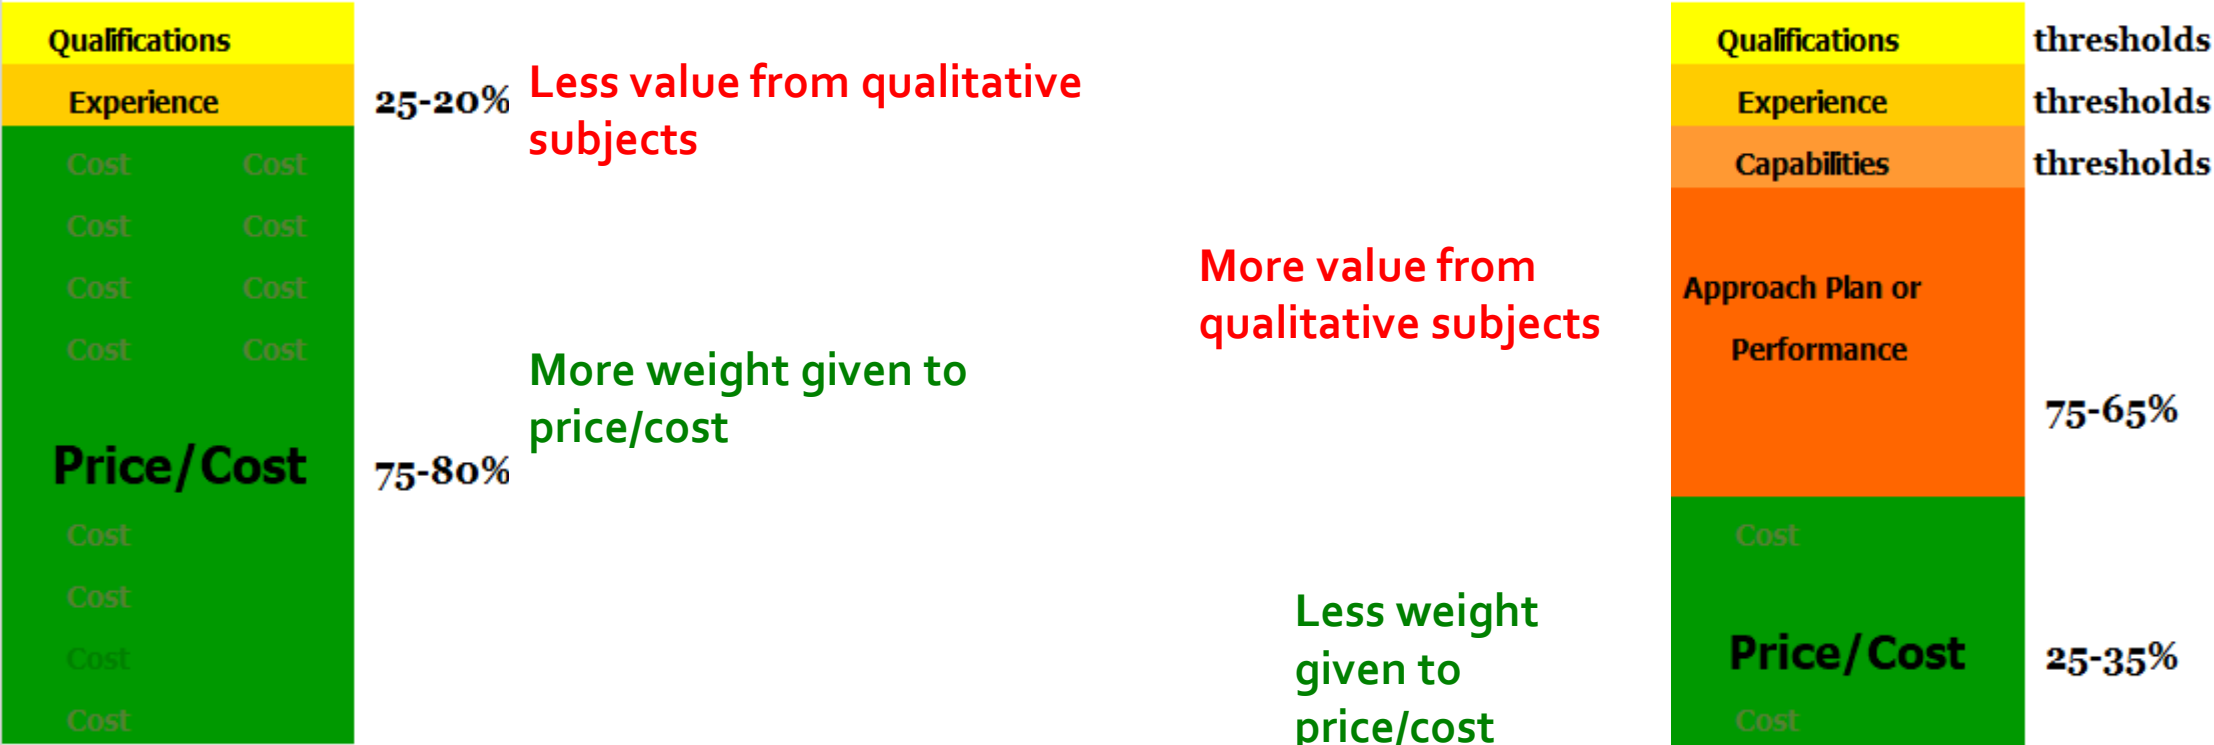 Qualifications
Experience
25-20%
Cost Cost
Cost Cost
Cost Cost
Cost Cost
Price/Cost
75-80%
Cost
Cost
Cost
Cost
Less value from qualitative
subjects
More weight given to
price/cost
More value from
qualitative subjects
Less weight
given to
price/cost
Qualifications thresholds
Experience thresholds
Capabilities thresholds
Approach Plan or
Performance
75-65%
Cost
Price/Cost 25-35%
Cost